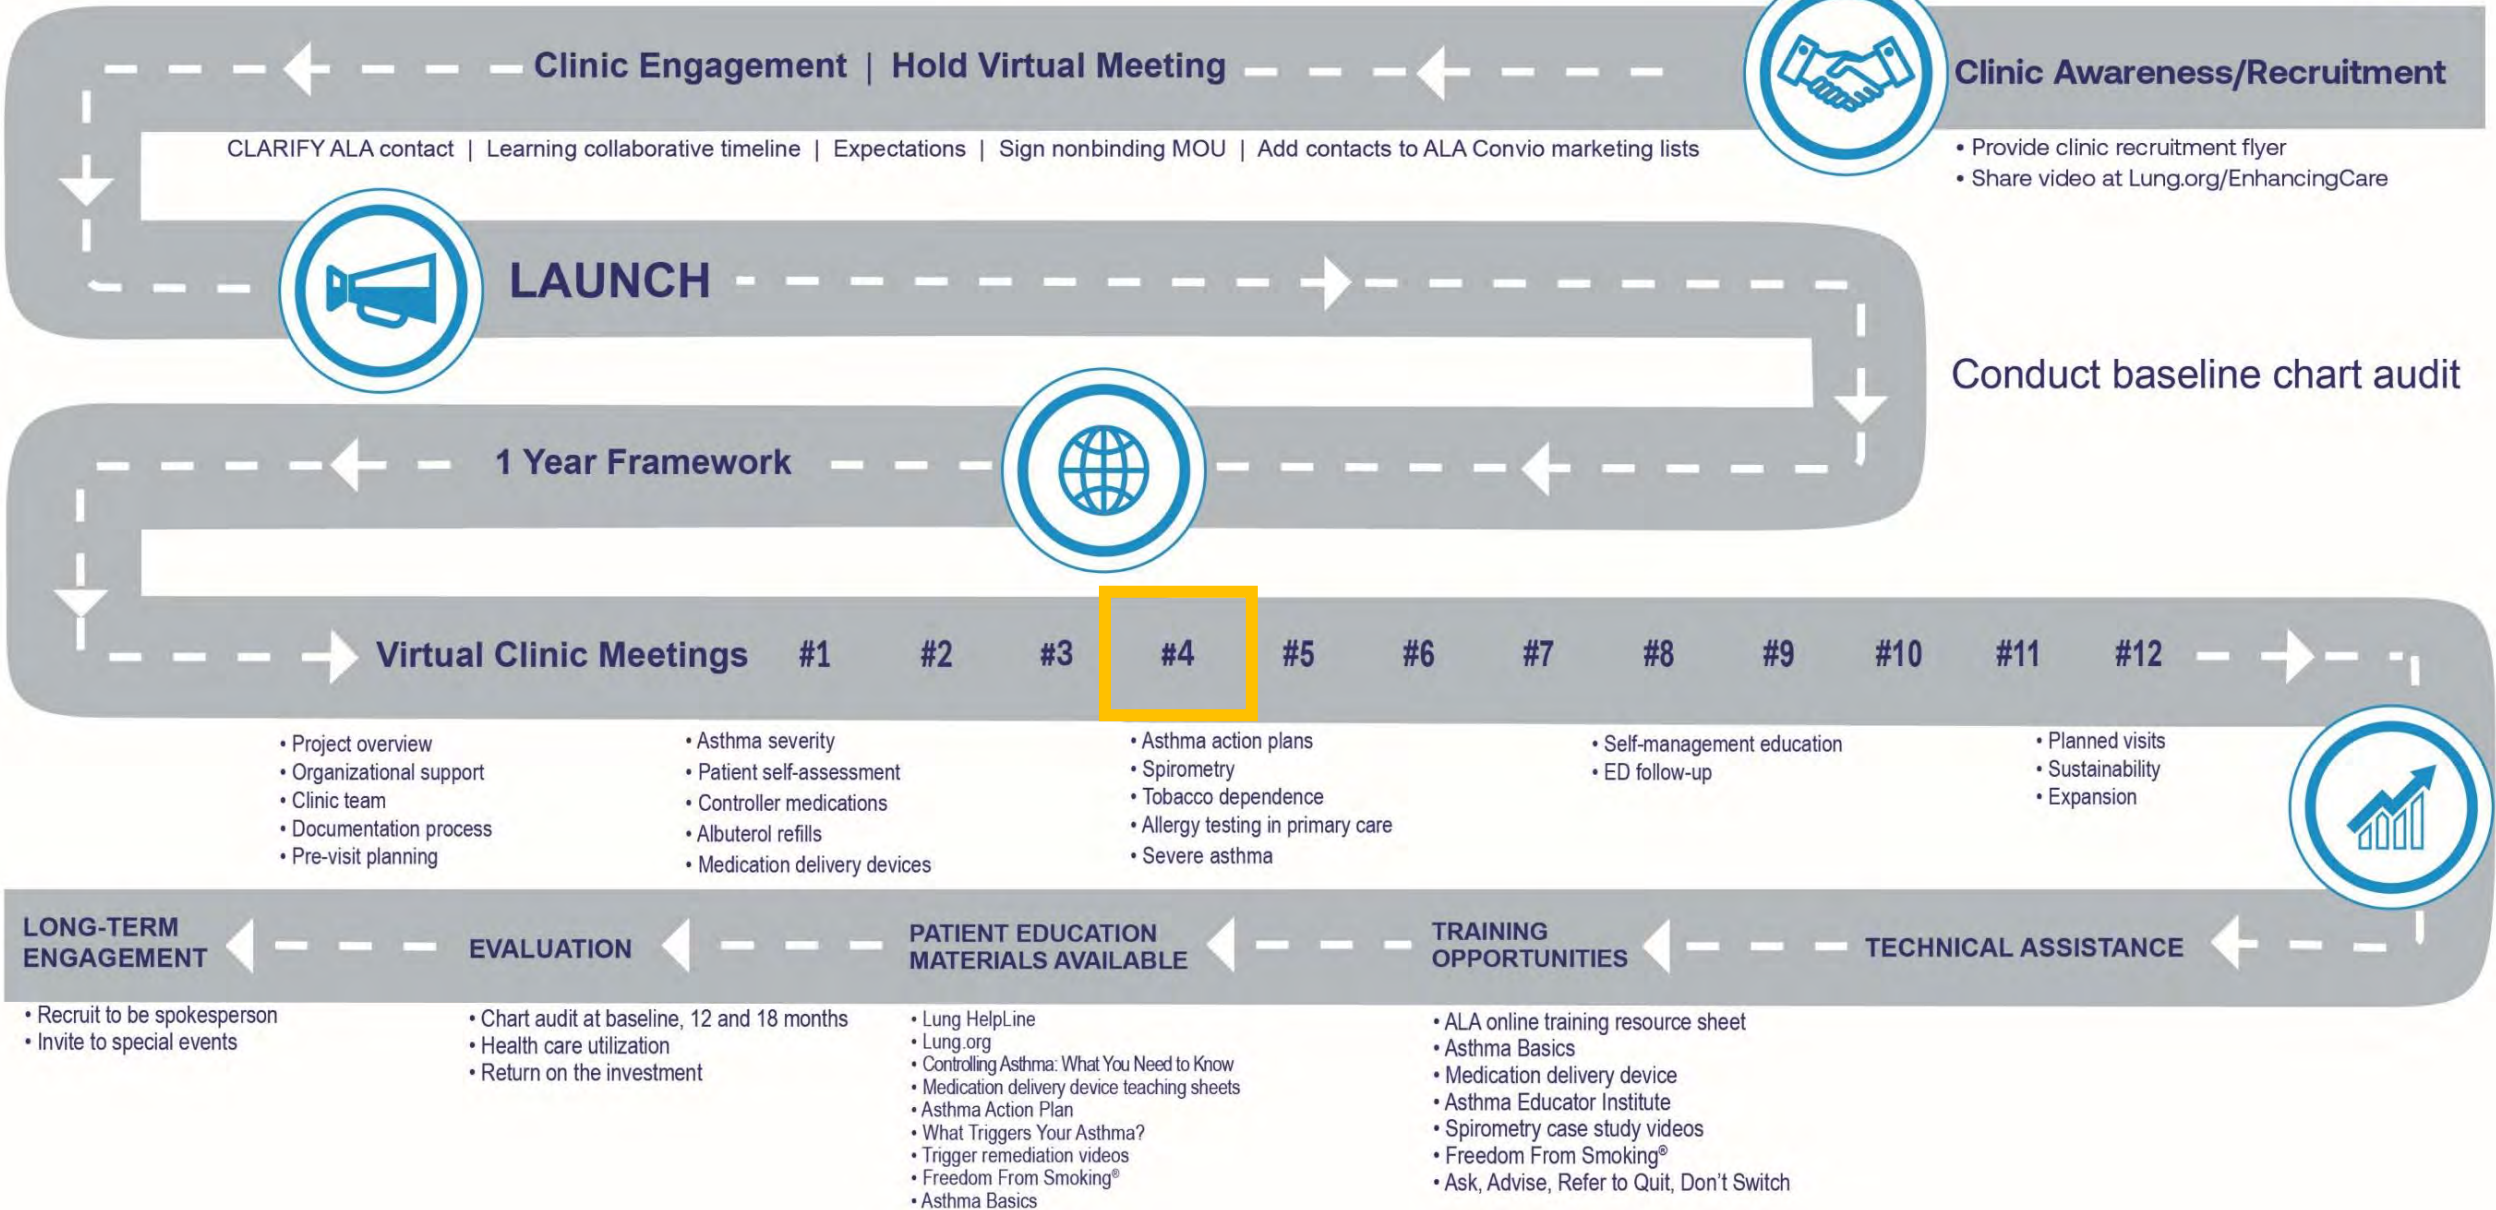 Clinic Engagement | Hold Virtual Meeting
Clinic Awareness/Recruitment
CLARIFY ALA contact | Learning collaborative timeline | Expectations | Sign nonbinding MOU | Add contacts to ALA Convio marketing lists
• Provide clinic recruitment flyer
• Share video at Lung.org/EnhancingCare
LAUNCH
Conduct baseline chart audit
1 Year Framework
Virtual Clinic Meetings #1 #2 #3 #4 #5 #6 #7 #8 #9 #10 #11 #12
• Project overview
• Organizational support
• Clinic team
• Documentation process
• Pre-visit planning
• Asthma severity
• Patient self-assessment
• Controller medications
• Albuterol refills
• Medication delivery devices
• Asthma action plans
• Spirometry
• Tobacco dependence
• Allergy testing in primary care
• Severe asthma
• Self-management education
• ED follow-up
• Planned visits
• Sustainability
• Expansion
LONG-TERM
ENGAGEMENT
• Recruit to be spokesperson
• Invite to special events
EVALUATION
• Chart audit at baseline, 12 and 18 months
• Health care utilization
• Return on the investment
PATIENT EDUCATION
MATERIALS AVAILABLE
• Lung HelpLine
• Lung.org
• Controlling Asthma: What You Need to Know
• Medication delivery device teaching sheets
• Asthma Action Plan
• What Triggers Your Asthma?
• Trigger remediation videos
• Freedom From Smoking®
• Asthma Basics
TRAINING
OPPORTUNITIES
• ALA online training resource sheet
• Asthma Basics
• Medication delivery device
• Asthma Educator Institute
• Spirometry case study videos
• Freedom From Smoking®
• Ask, Advise, Refer to Quit, Don't Switch
TECHNICAL ASSISTANCE